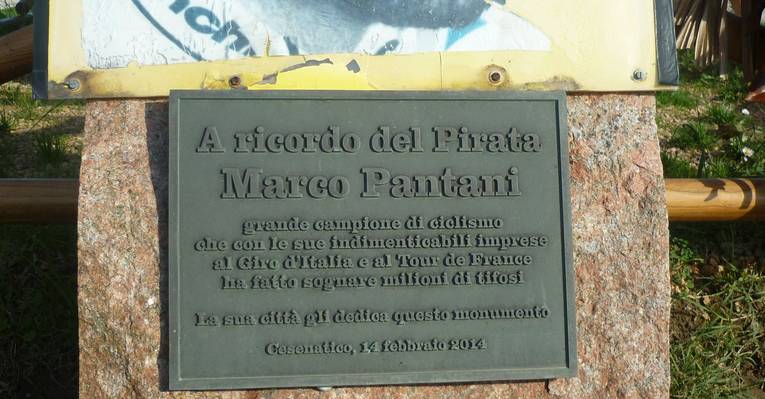 A ricordo del Pirata
Marco Pantani
grande campione di ciclismo
che con le sue indimenticabili imprese
al Giro d'Italia e al Tour de France
ha fatto sognare milioni di tifosi
La sua città gli dedica questo monumento
Cesenatico, 14 febbraio 2014